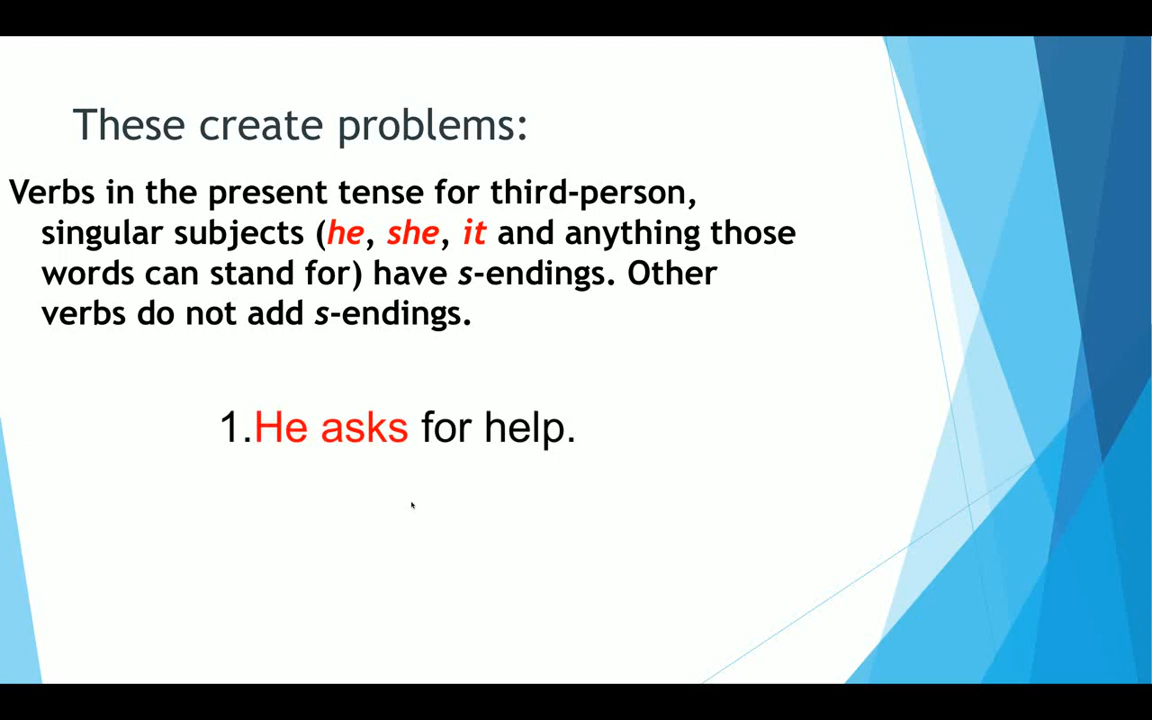 These create problems:
Verbs in the present tense for third-person,
singular subjects (he, she, it and anything those
words can stand for) have s-endings. Other
verbs do not add s-endings.
1.He asks for help.